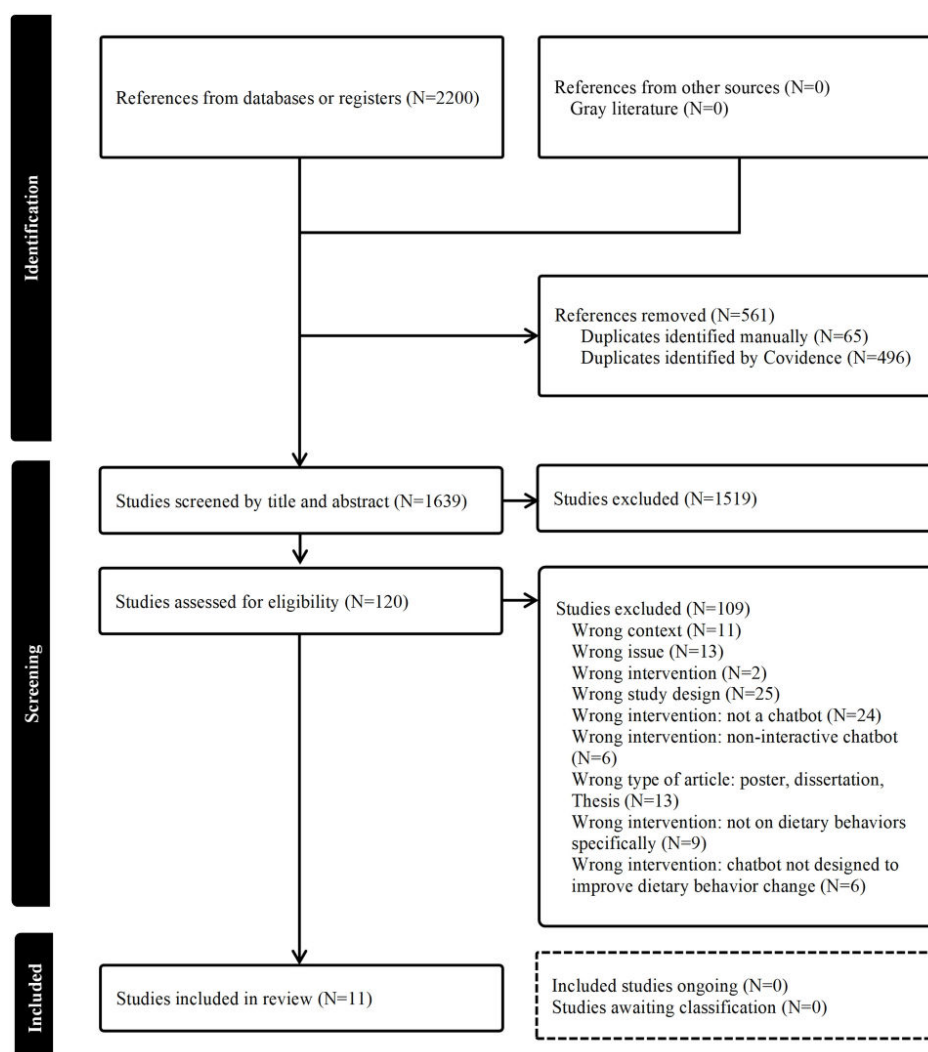 Identification
References from databases or registers (N=2200)
References from other sources (N=0)
Gray literature (N=0)
References removed (N=561)
Duplicates identified manually (N=65)
Duplicates identified by Covidence (N=496)
Screening
Studies screened by title and abstract (N=1639)
Studies excluded (N=1519)
Studies assessed for eligibility (N=120)
Studies excluded (N=109)
Wrong context (N=11)
Wrong issue (N=13)
Wrong intervention (N=2)
Wrong study design (N=25)
Wrong intervention: not a chatbot (N=24)
Wrong intervention: non-interactive chatbot
(N=6)
Wrong type of article: poster, dissertation,
Thesis (N=13)
Wrong intervention: not on dietary behaviors
specifically (N=9)
Wrong intervention: chatbot not designed to
improve dietary behavior change (N=6)
Included
Studies included in review (N=11)
Included studies ongoing (N=0)
Studies awaiting classification (N=0)